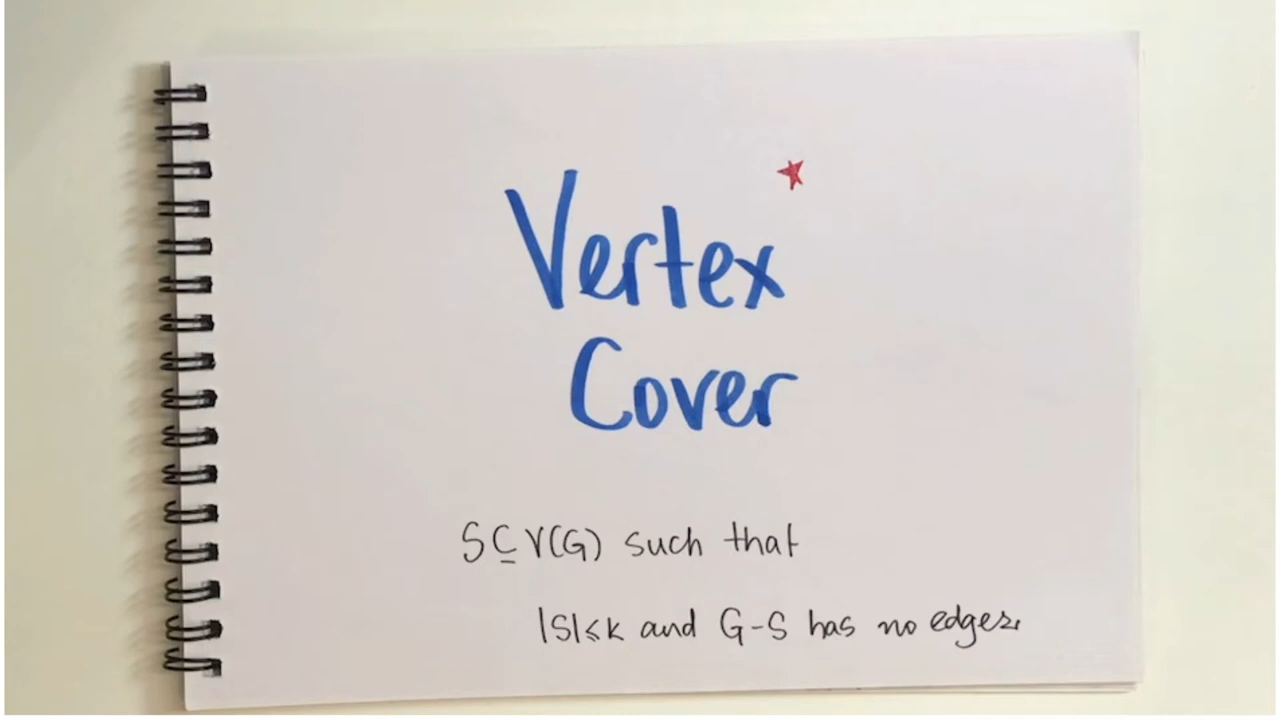 Vertex
Cover
S⊆V(G) such that
|S|≤k and G-S has no edges.